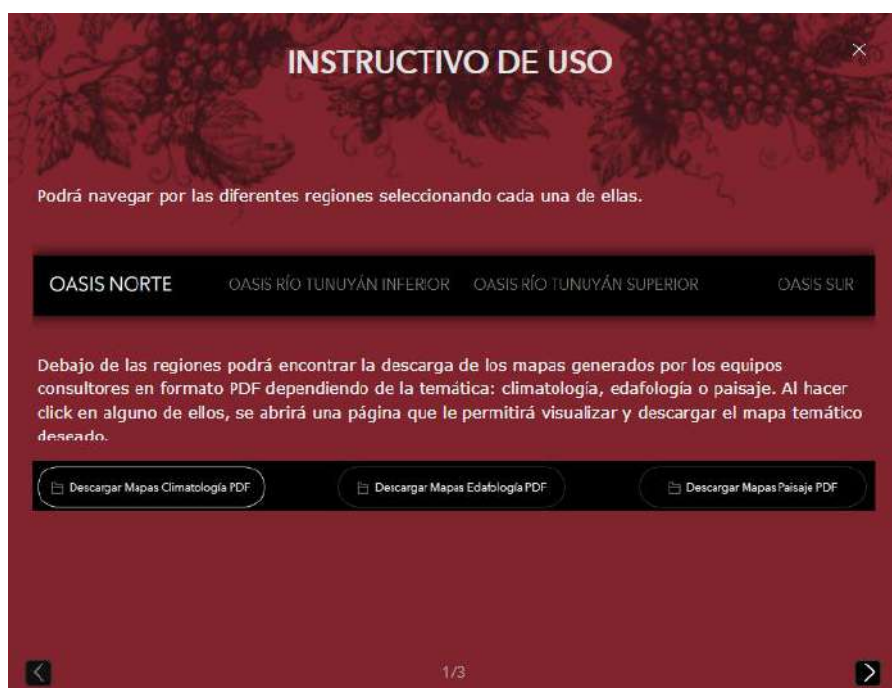 INSTRUCTIVO DE USO
Podrá navegar por las diferentes regiones seleccionando cada una de ellas.
OASIS NORTE OASIS RÍO TUNUYÁN INFERIOR OASIS RÍO TUNUYÁN SUPERIOR OASIS SUR
Debajo de las regiones podrá encontrar la descarga de los mapas generados por los equipos
consultores en formato PDF dependiendo de la temática: climatología, edafología o paisaje. Al hacer
click en alguno de ellos, se abrirá una página que le permitirá visualizar y descargar el mapa temático
deseado.
Descargar Mapas Climatología PDF Descargar Mapas Edafología PDF Descargar Mapas Paisaje PDF
1/3